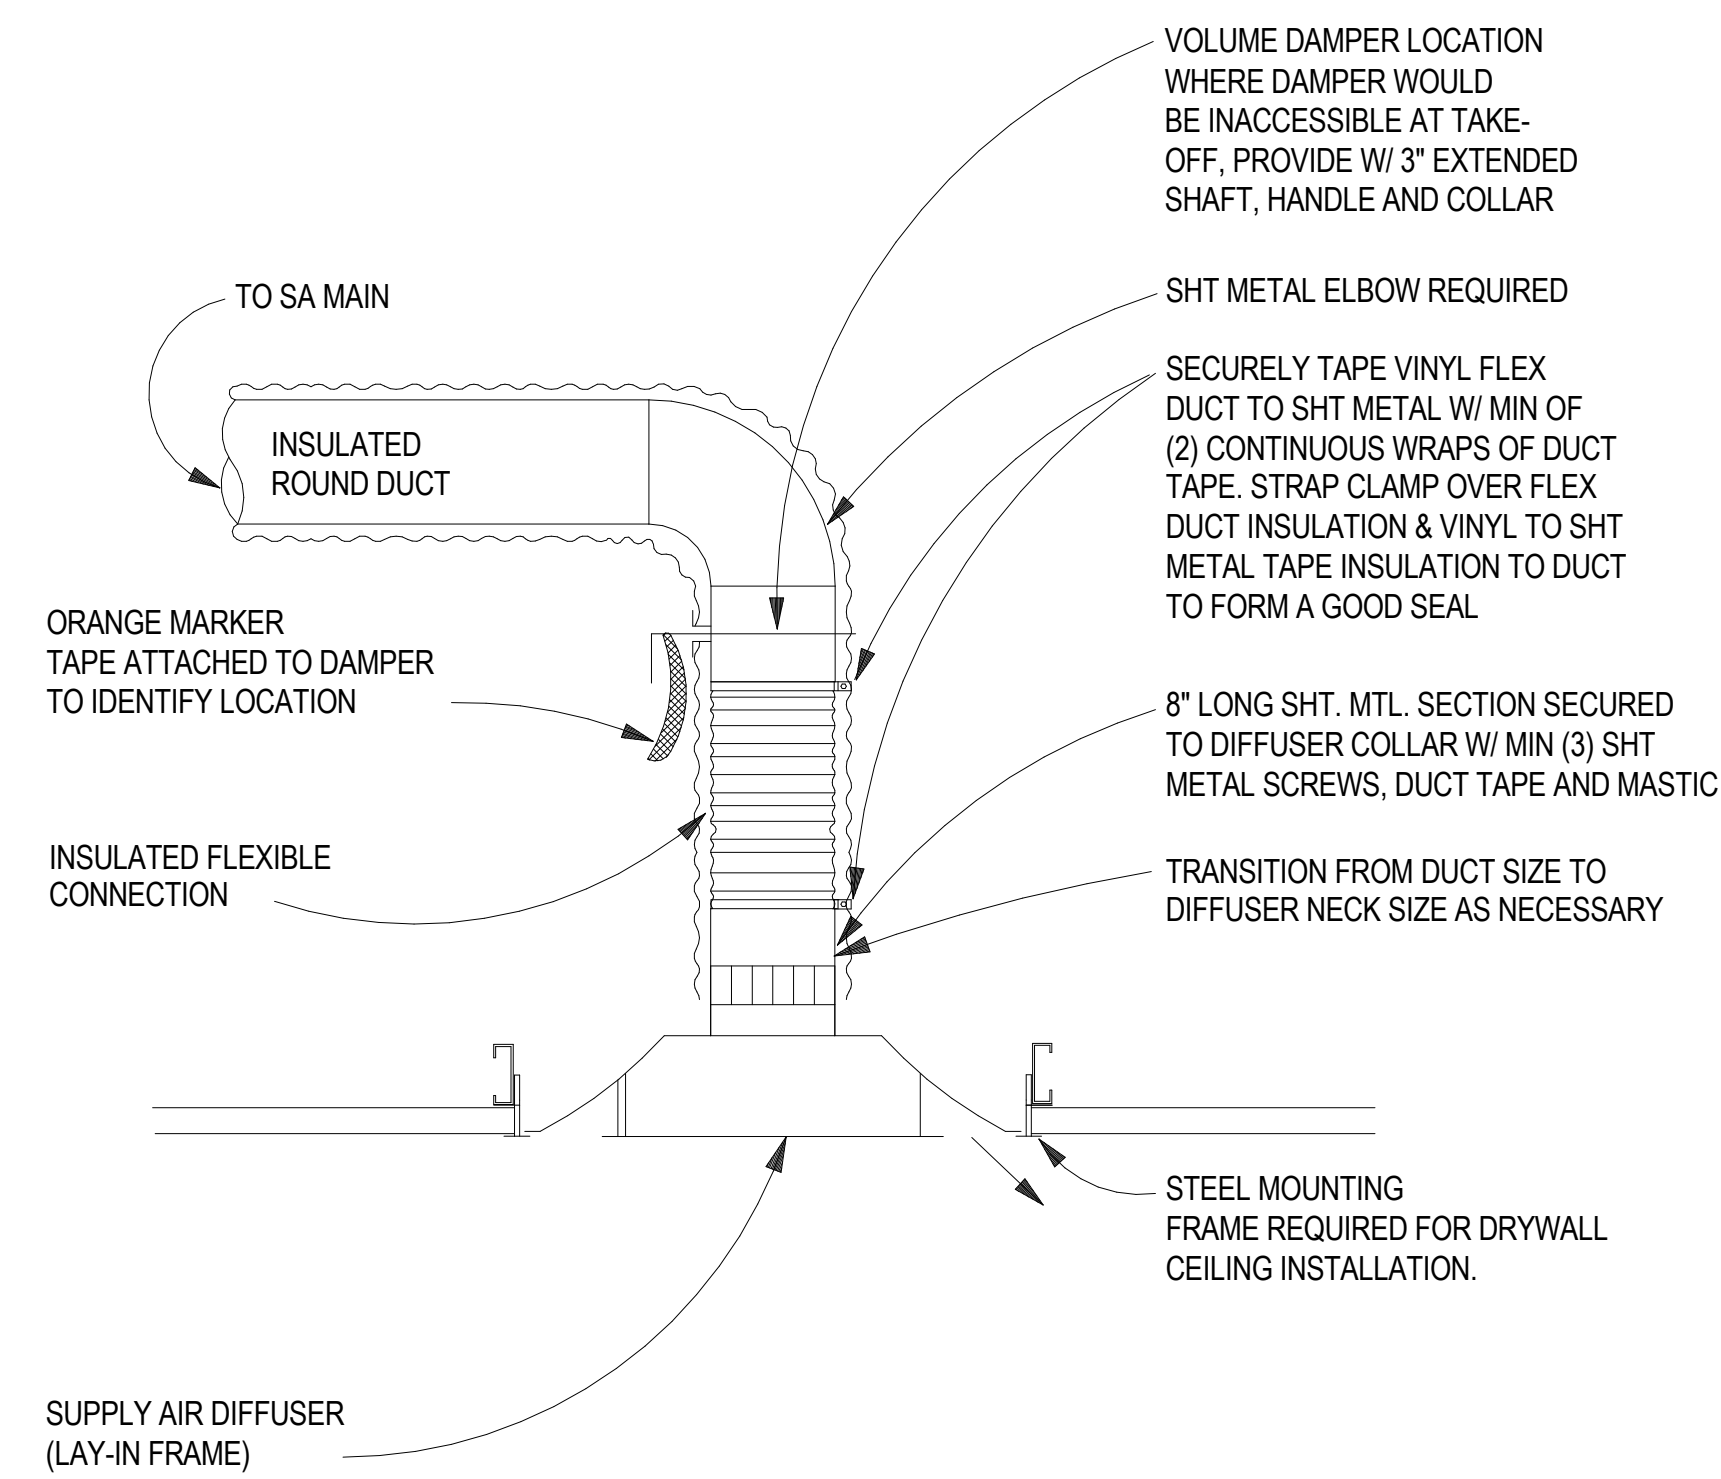 VOLUME DAMPER LOCATION
WHERE DAMPER WOULD
BE INACCESSIBLE AT TAKE-
OFF, PROVIDE W/ 3" EXTENDED
SHAFT, HANDLE AND COLLAR
TO SA MAIN
SHT METAL ELBOW REQUIRED
SECURELY TAPE VINYL FLEX
DUCT TO SHT METAL W/ MIN OF
(2) CONTINUOUS WRAPS OF DUCT
TAPE. STRAP CLAMP OVER FLEX
DUCT INSULATION & VINYL TO SHT
METAL TAPE INSULATION TO DUCT
TO FORM A GOOD SEAL
INSULATED
ROUND DUCT
ORANGE MARKER
TAPE ATTACHED TO DAMPER
TO IDENTIFY LOCATION
8" LONG SHT. MTL. SECTION SECURED
TO DIFFUSER COLLAR W/ MIN (3) SHT
METAL SCREWS, DUCT TAPE AND MASTIC
INSULATED FLEXIBLE
CONNECTION
TRANSITION FROM DUCT SIZE TO
DIFFUSER NECK SIZE AS NECESSARY
STEEL MOUNTING
FRAME REQUIRED FOR DRYWALL
CEILING INSTALLATION.
SUPPLY AIR DIFFUSER
(LAY-IN FRAME)